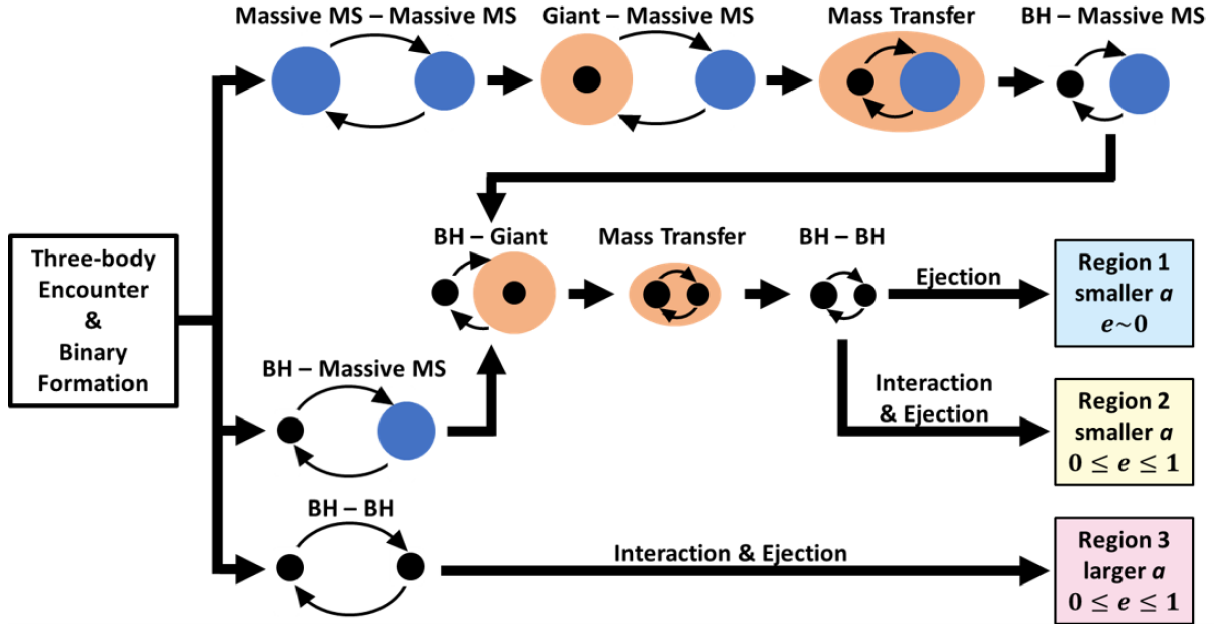 Massive MS – Massive MS
Giant – Massive MS
Mass Transfer
BH – Massive MS
Three-body
Encounter
&
Binary
Formation
BH – Giant
Mass Transfer
BH – BH
Ejection
Region 1
smaller a
e~0
BH – Massive MS
Interaction
& Ejection
Region 2
smaller a
0 ≤ e ≤ 1
BH – BH
Interaction & Ejection
Region 3
larger a
0 ≤ e ≤ 1